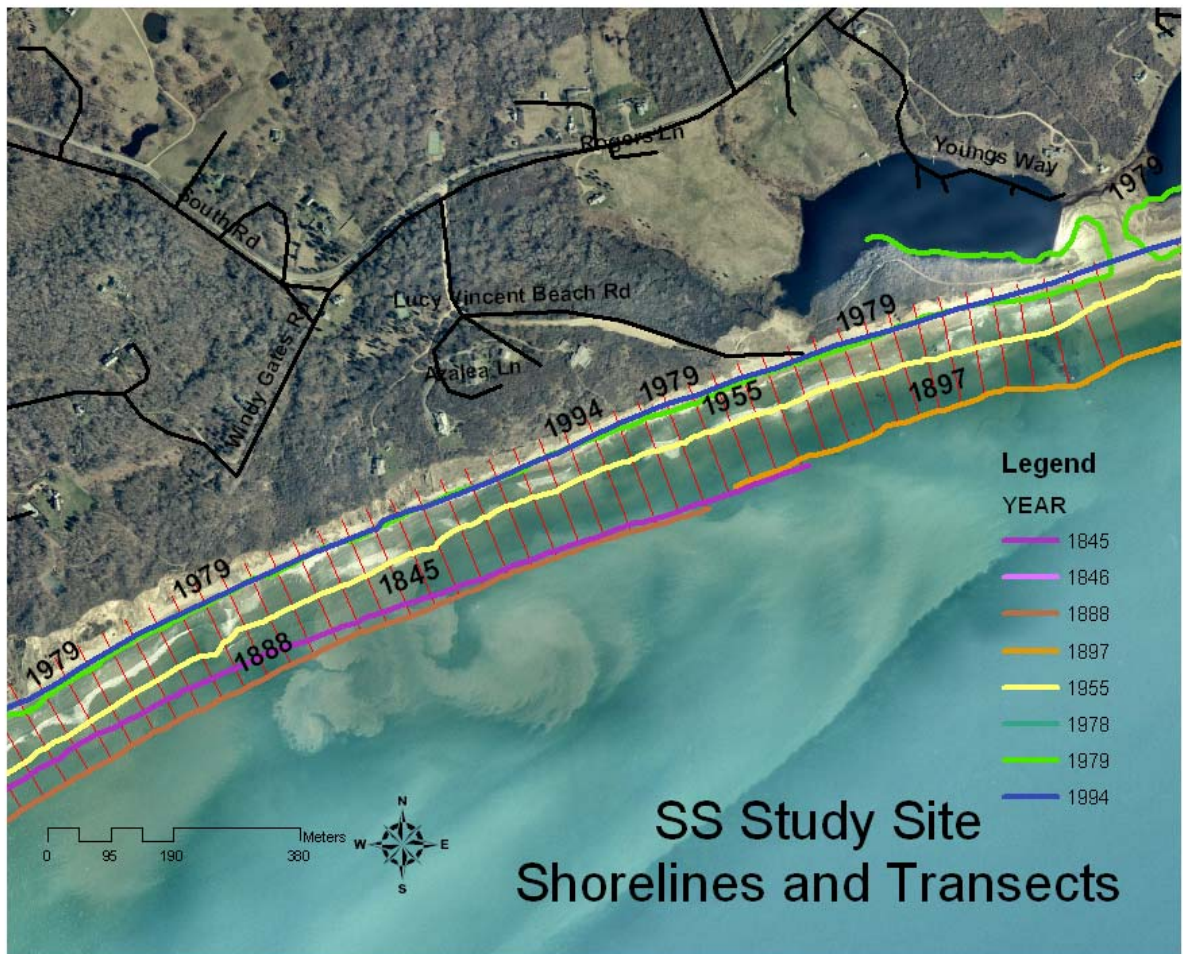 Youngs Way
Rogers Ln
1979
South Rd
Lucy Vincent Beach Rd
1979
Windy Gates Rd
Azalea Ln
1979
1955
1897
1994
1979
1845
1888
1979
Legend
YEAR
1845
1846
1888
1897
1955
1978
1979
1994
N
W
E
S
Meters
0 95 190 380
SS Study Site
Shorelines and Transects